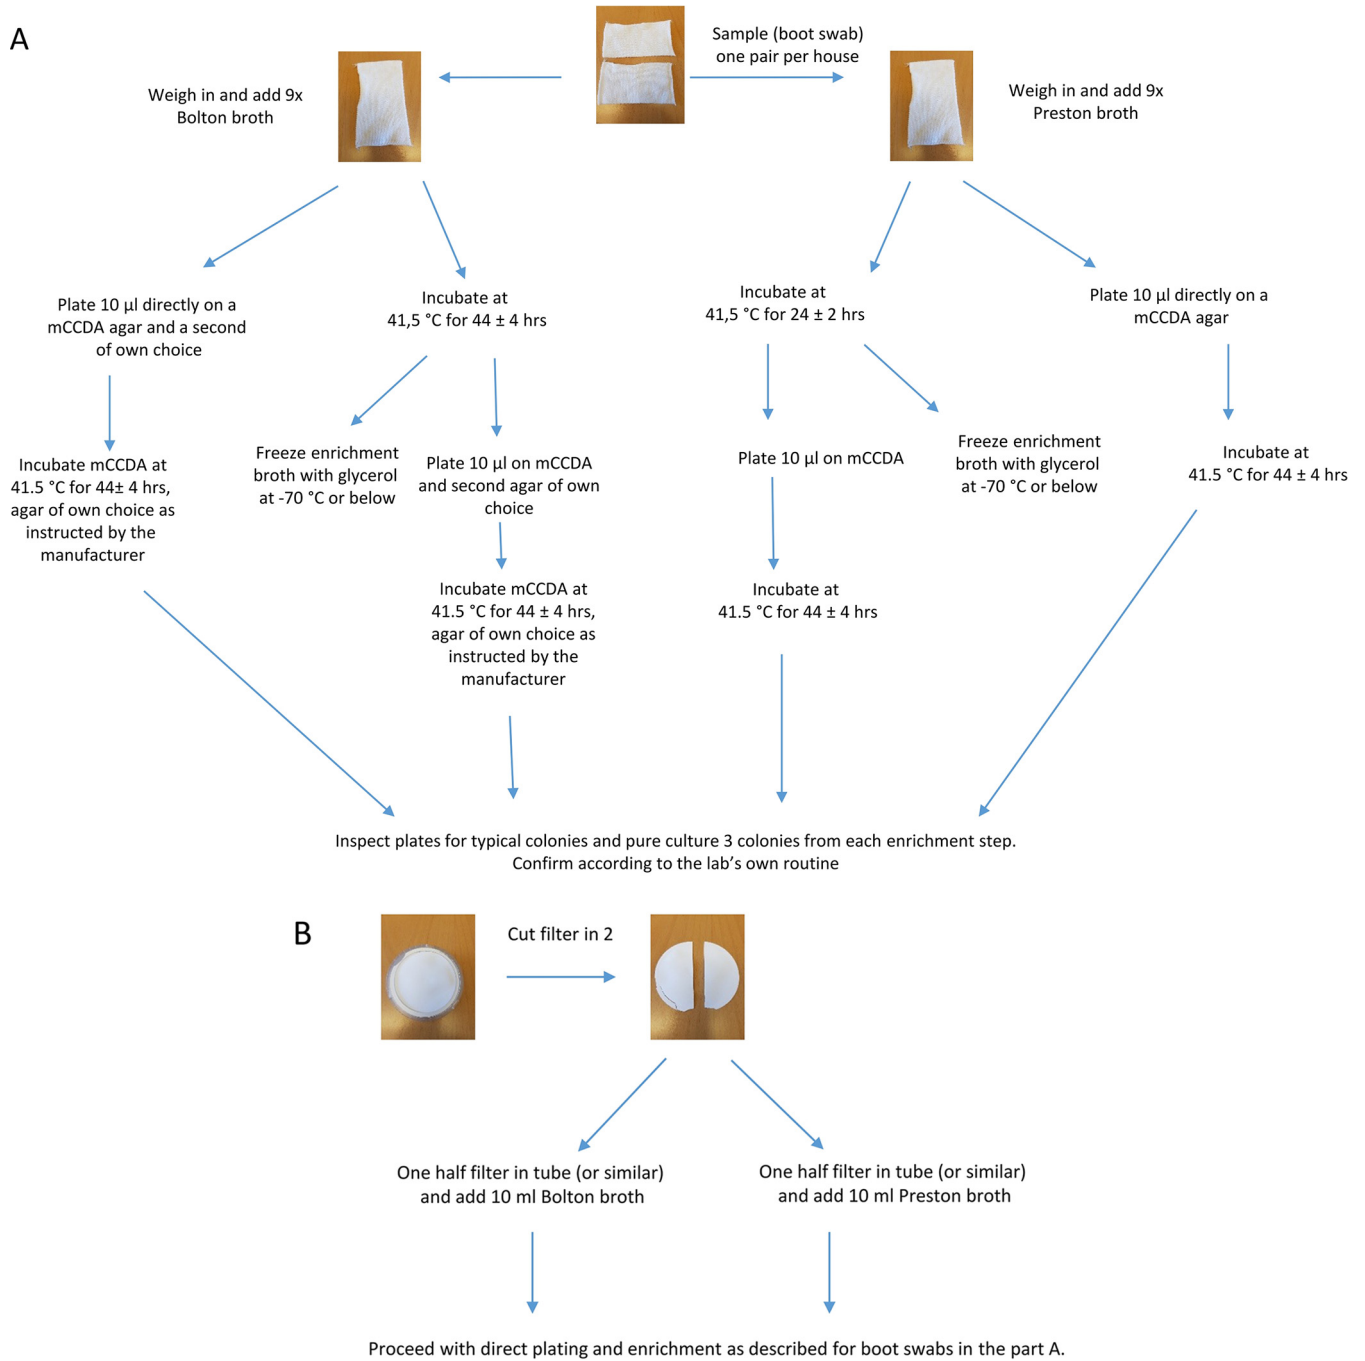 A
Sample (boot swab)
one pair per house
Weigh in and add 9x
Bolton broth
Weigh in and add 9x
Preston broth
Plate 10 µl directly on a
mCCDA agar and a second
of own choice
Incubate at
41,5 °C for 44 ± 4 hrs
Incubate at
41,5 °C for 24 ± 2 hrs
Plate 10 µl directly on a
mCCDA agar
Incubate mCCDA at
41.5 °C for 44± 4 hrs,
agar of own choice as
instructed by the
manufacturer
Freeze enrichment
broth with glycerol
at -70 °C or below
Plate 10 µl on mCCDA
and second agar of own
choice
Plate 10 µl on mCCDA
Freeze enrichment
broth with glycerol
at -70 °C or below
Incubate at
41.5 °C for 44 ± 4 hrs
Incubate mCCDA at
41.5 °C for 44 ± 4 hrs,
agar of own choice as
instructed by the
manufacturer
Incubate at
41.5 °C for 44 ± 4 hrs
Inspect plates for typical colonies and pure culture 3 colonies from each enrichment step.
Confirm according to the lab’s own routine
B
Cut filter in 2
One half filter in tube (or similar)
and add 10 ml Bolton broth
One half filter in tube (or similar)
and add 10 ml Preston broth
Proceed with direct plating and enrichment as described for boot swabs in the part A.